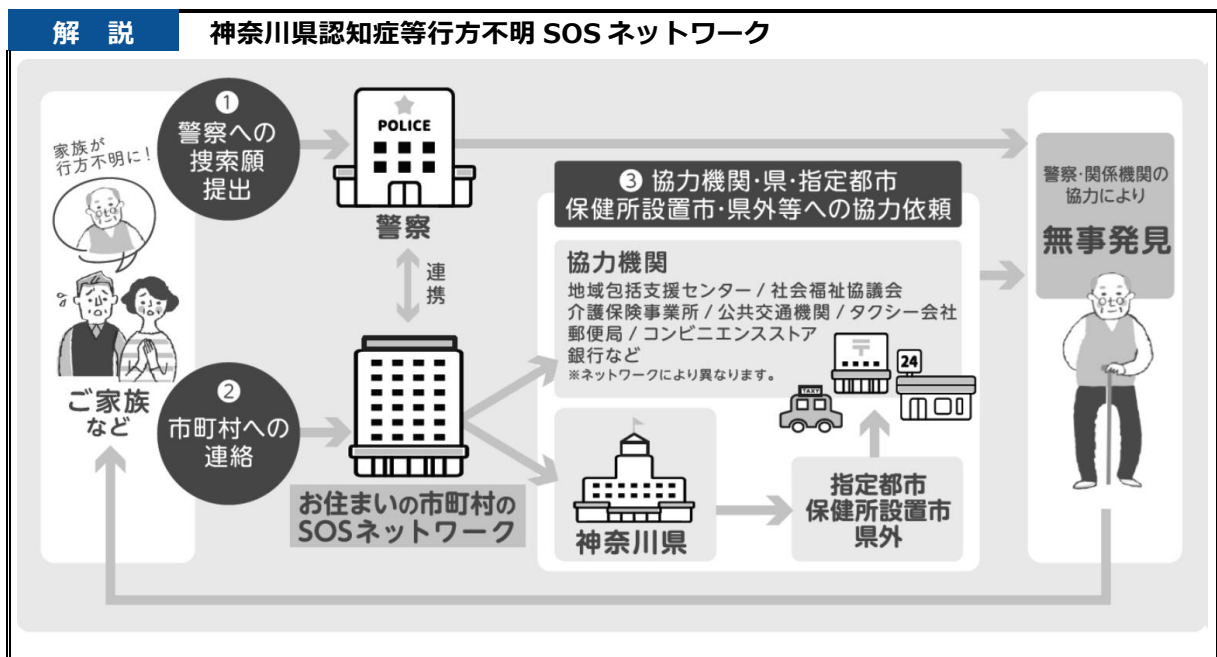 解 説 神奈川県認知症等行方不明 SOS ネットワーク
家族が
行方不明に!
ご家族
など
❶
警察への
捜索願
提出
❷
市町村への
連絡
POLICE
警察
連携
お住まいの市町村の
SOSネットワーク
❸ 協力機関・県・指定都市
保健所設置市・県外等への協力依頼
協力機関
地域包括支援センター / 社会福祉協議会
介護保険事業所 / 公共交通機関 / タクシー会社
郵便局 / コンビニエンスストア
銀行など
※ネットワークにより異なります。
〒
24
TAXY
神奈川県
指定都市
保健所設置市
県外
警察・関係機関の
協力により
無事発見